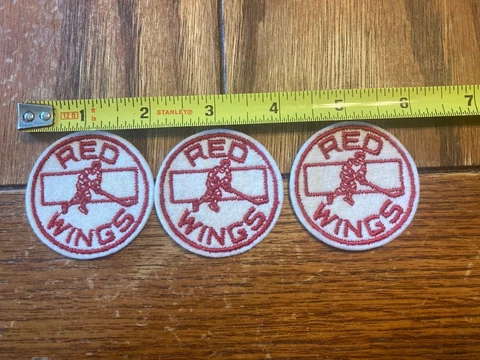 1 2 STANLEY® 3 4 5 6 7
RED RED RED
WINGS WINGS WINGS